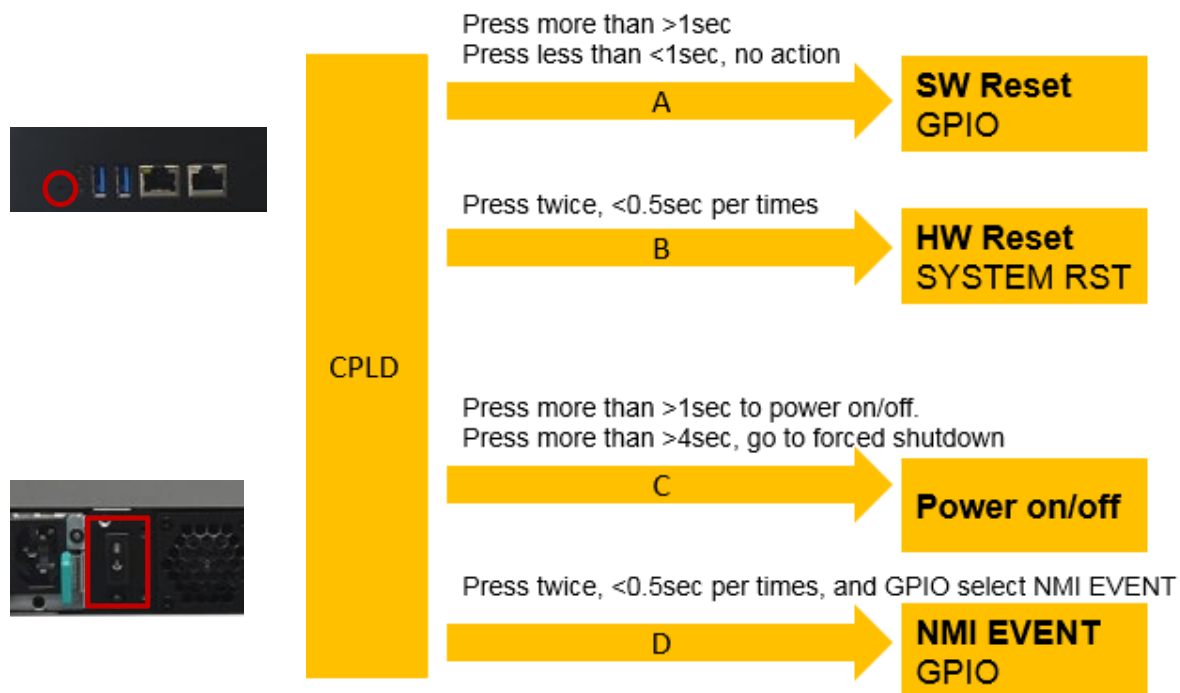 Press more than >1sec
Press less than <1sec, no action
A
SW Reset
GPIO
Press twice, <0.5sec per times
B
HW Reset
SYSTEM RST
CPLD
Press more than >1sec to power on/off.
Press more than >4sec, go to forced shutdown
C
Power on/off
Press twice, <0.5sec per times, and GPIO select NMI EVENT
D
NMI EVENT
GPIO